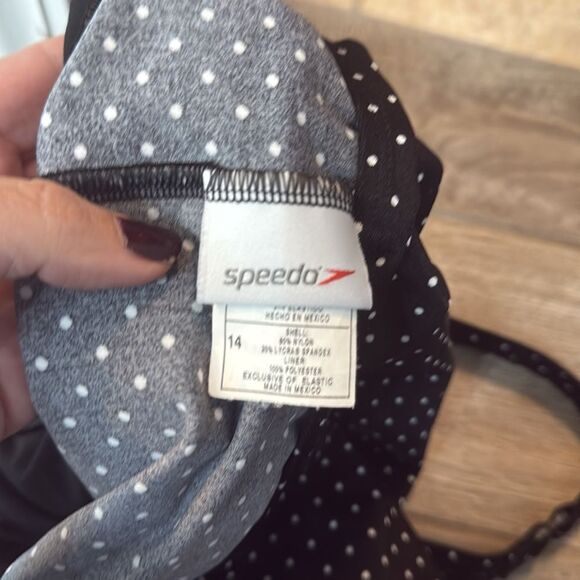 speedo
HECHO EN MEXICO
14
SHELL:
80% NYLON
20% LYCRA® SPANDEX
LINER:
100% POLYESTER
EXCLUSIVE OF ELASTIC
MADE IN MEXICO